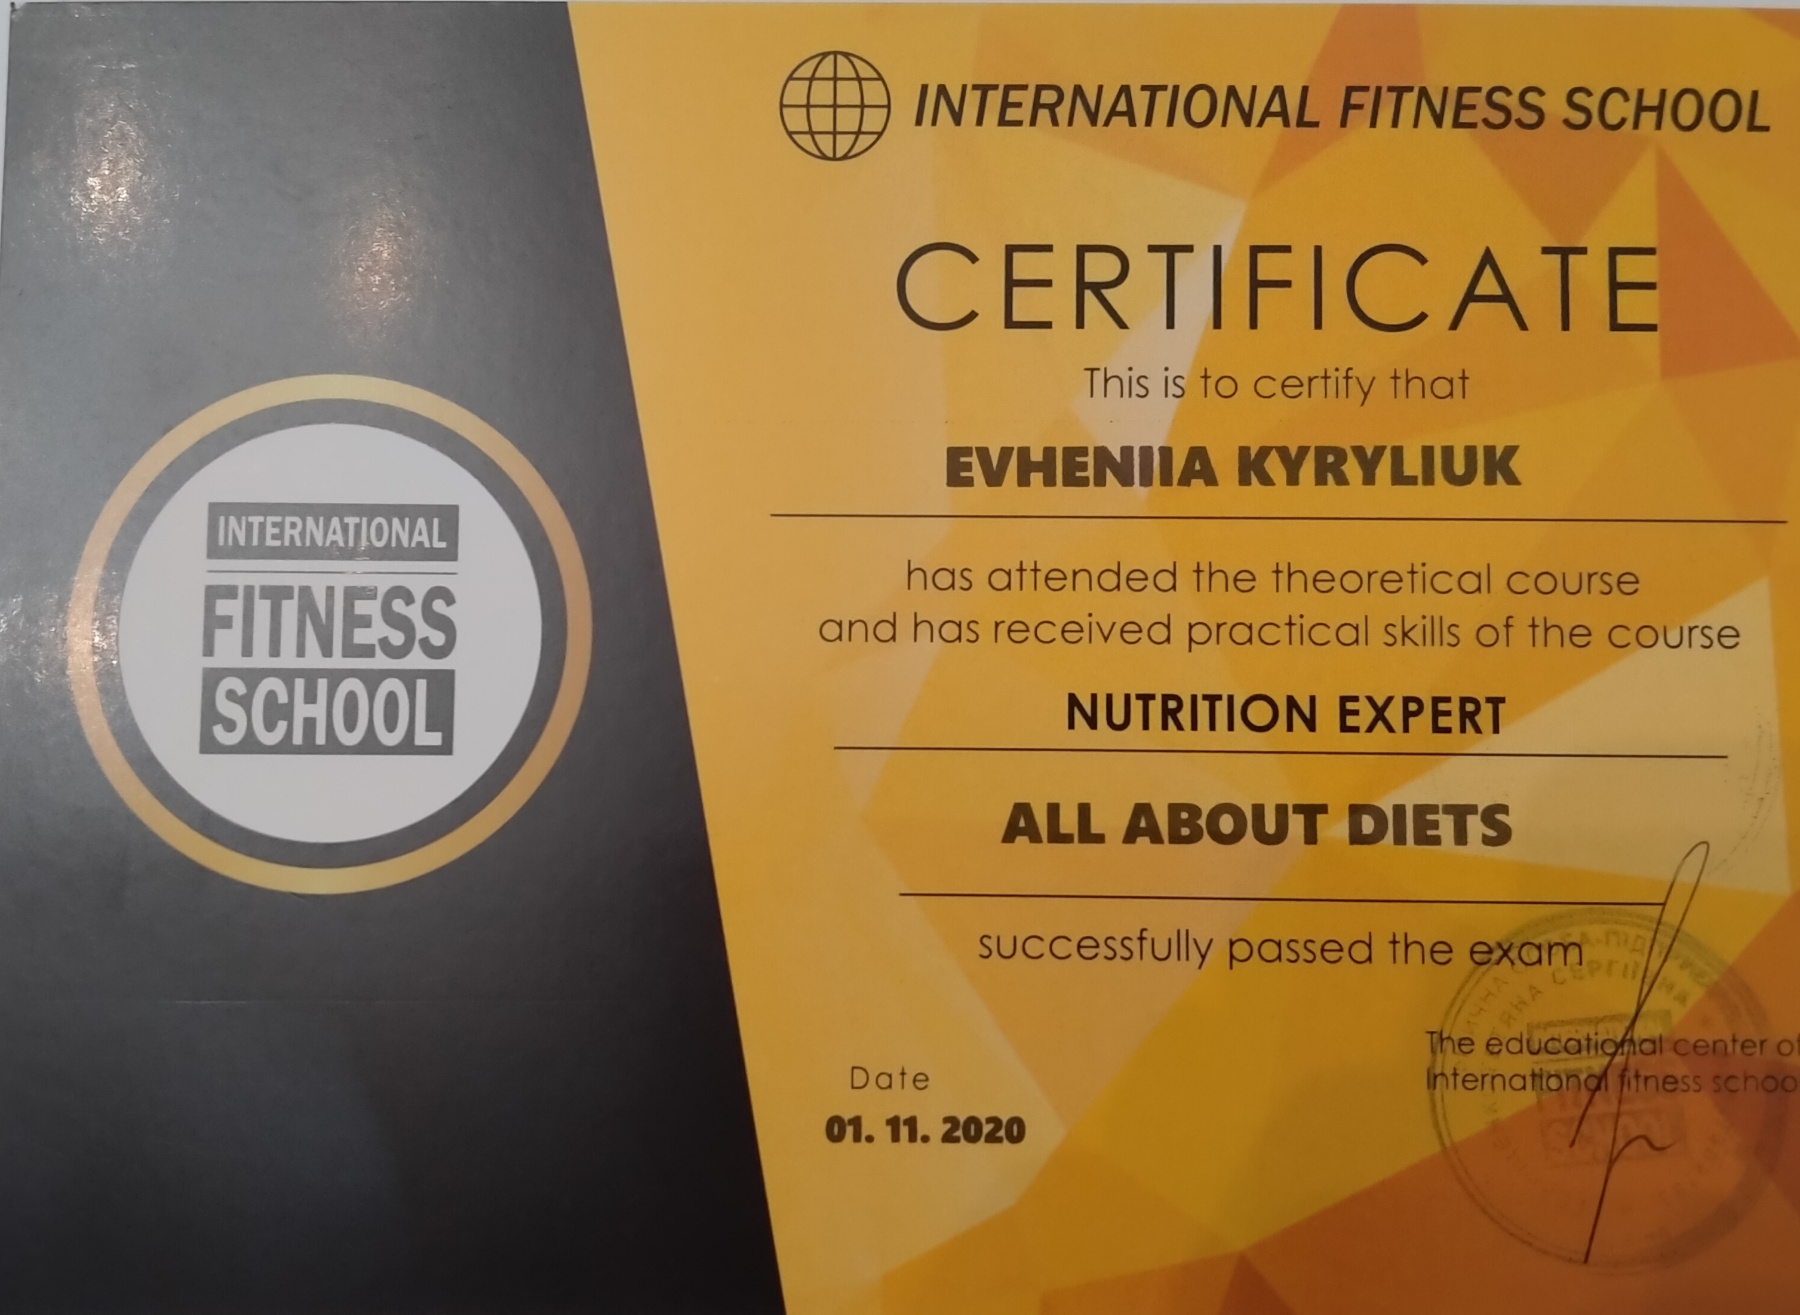 INTERNATIONAL FITNESS SCHOOL
CERTIFICATE
This is to certify that
EVHENIIA KYRYLIUK
has attended the theoretical course
and has received practical skills of the course
NUTRITION EXPERT
ALL ABOUT DIETS
successfully passed the exam
The educational center of
International fitness schoo
Date
01. 11. 2020
INTERNATIONAL
FITNESS
SCHOOL